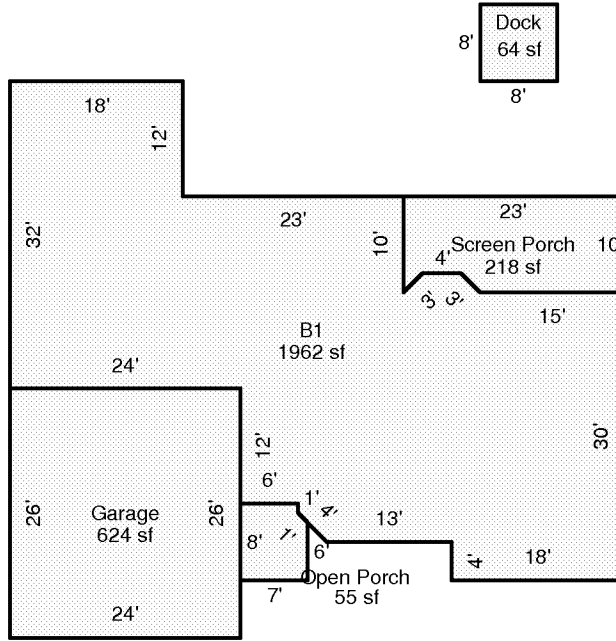 Dock
8'
64 sf
8'
18'
12'
23'
23'
32'
10'
Screen Porch
10
4'
218 sf
3'
3'
15'
B1
1962 sf
24'
30'
12'
6'
1'
4'
26'
Garage
624 sf
26'
13'
8'
1'
6'
4'
18'
7'
Open Porch
55 sf
24'